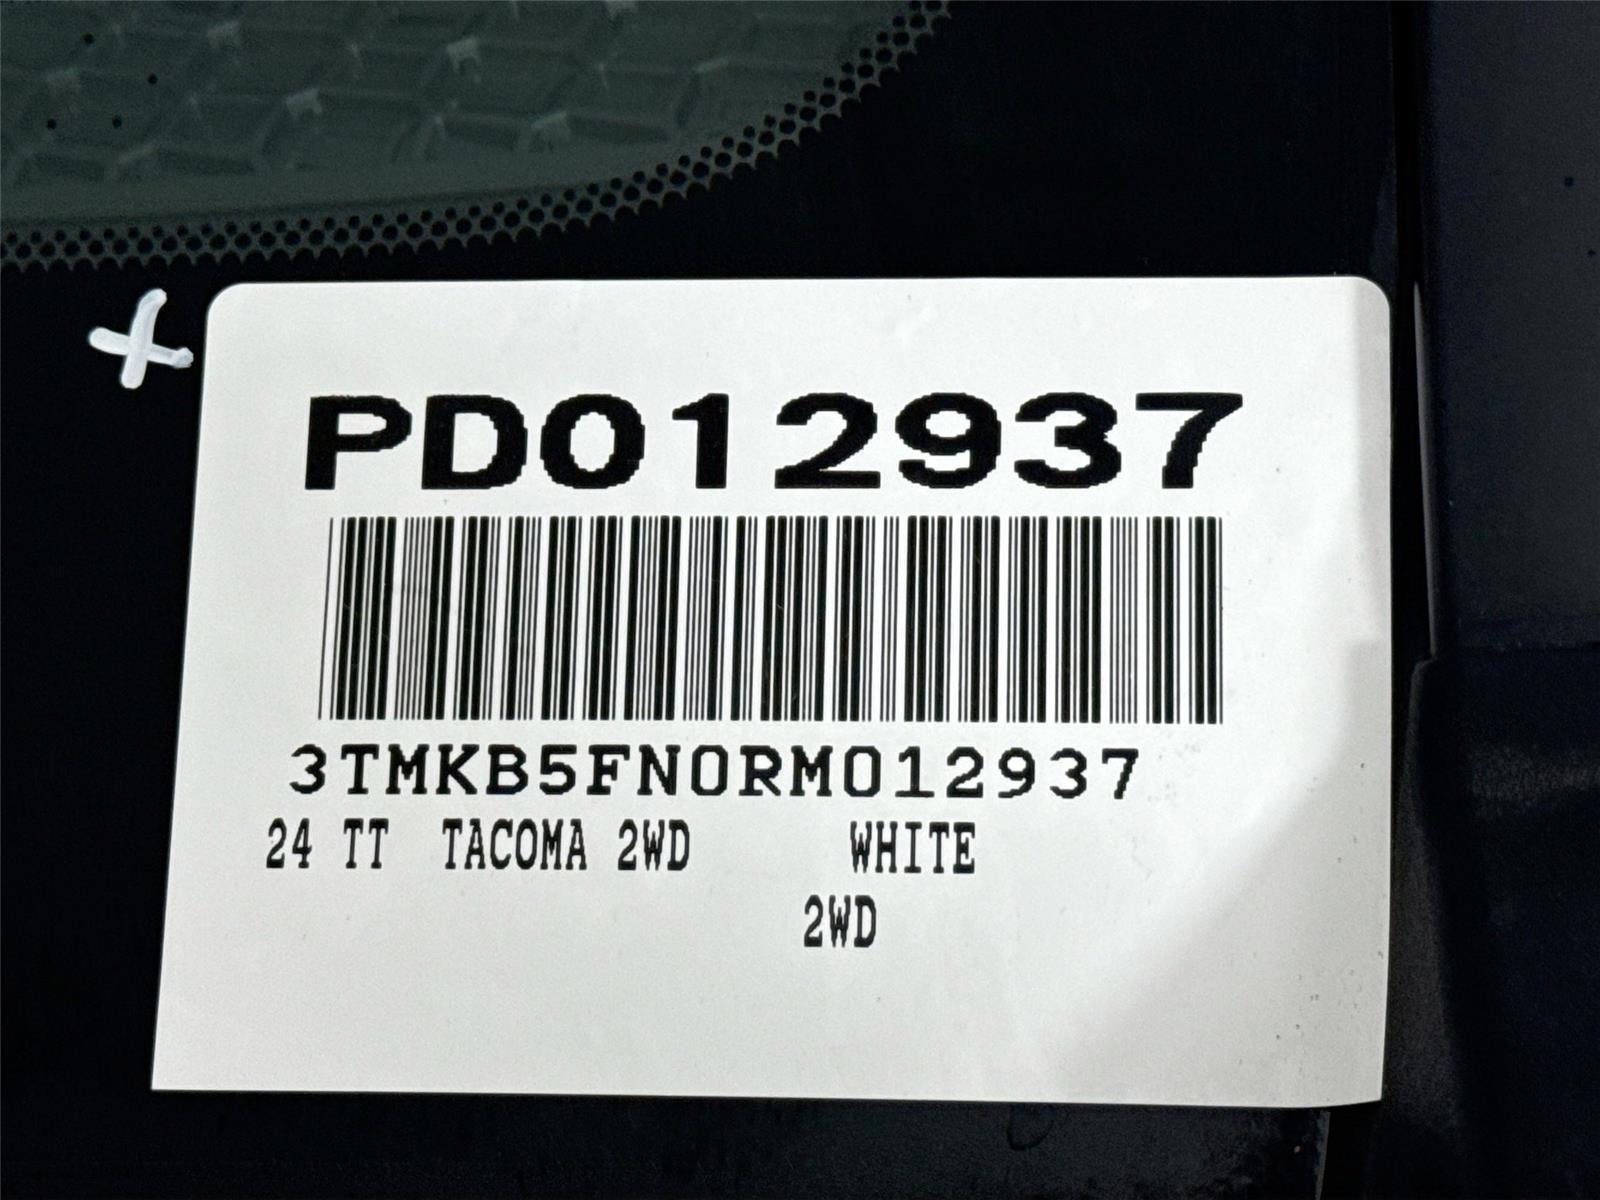 PD012937
3TMKB5FN0RM012937
24 TT TACOMA 2WD WHITE
2WD